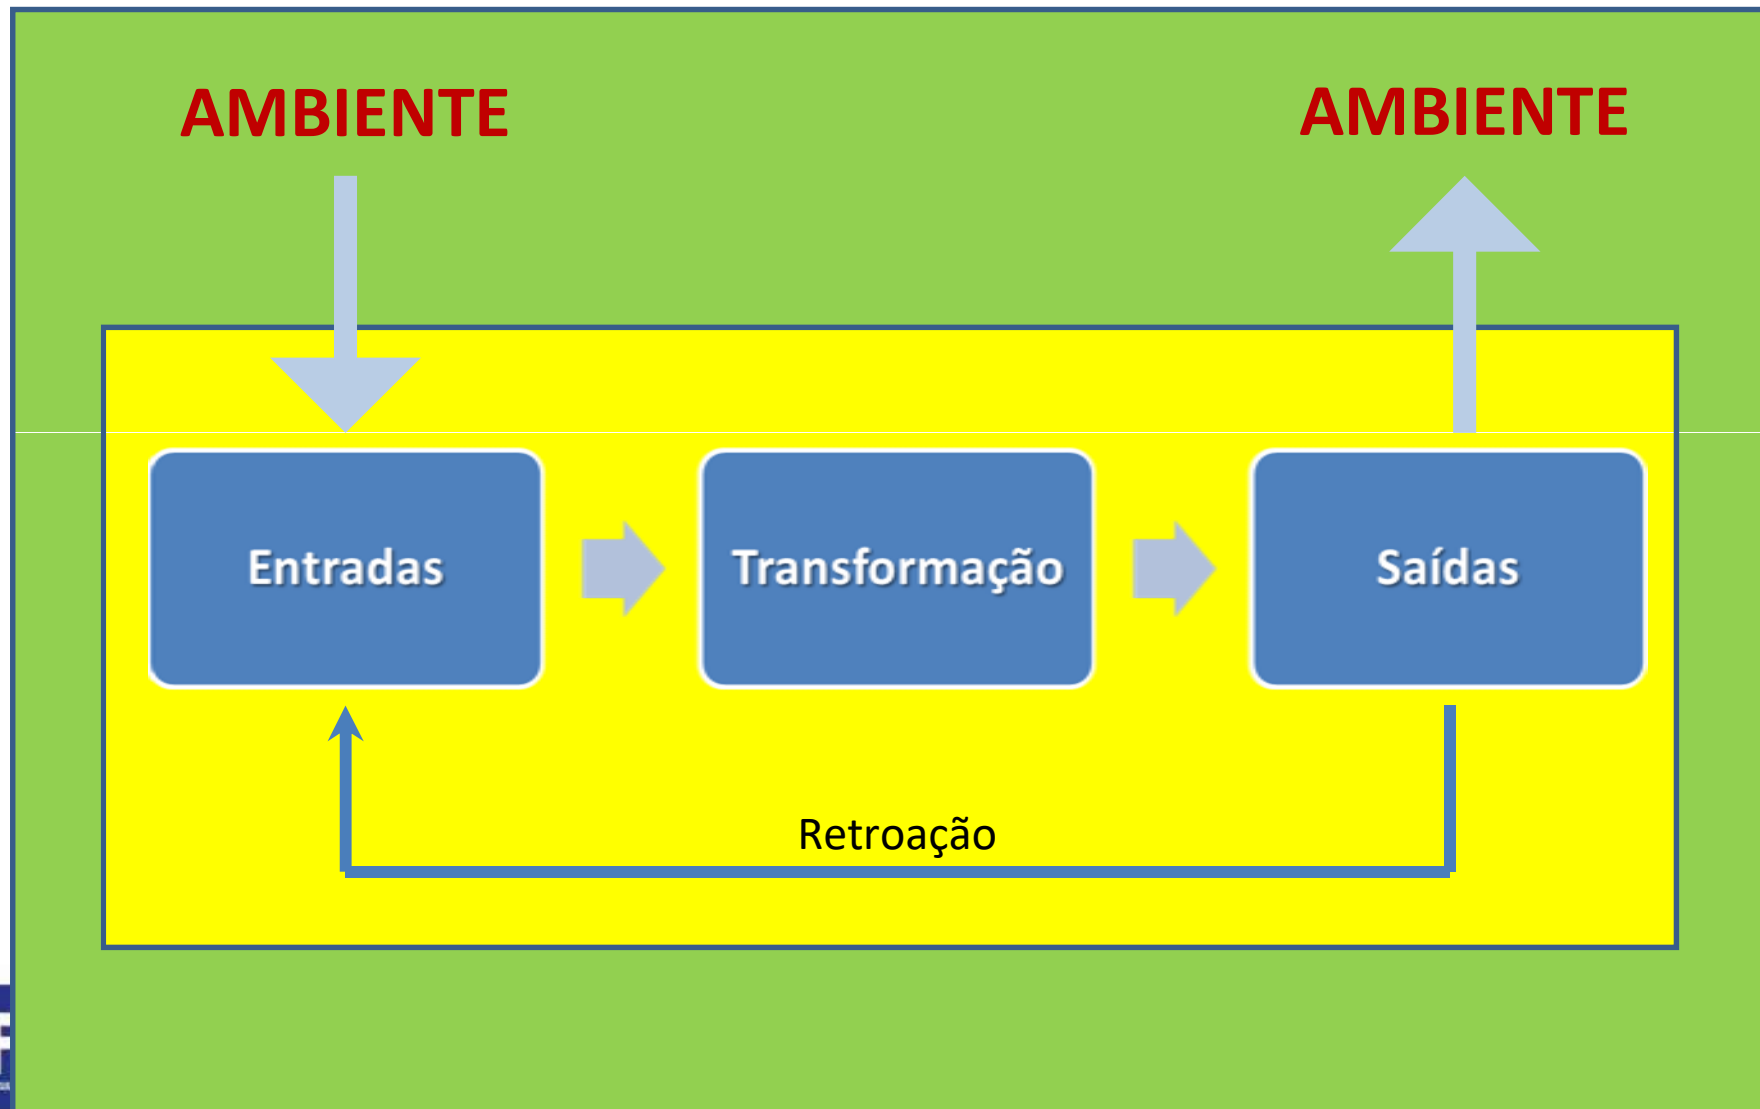 AMBIENTE
AMBIENTE
Entradas
Transformação
Saídas
Retroação